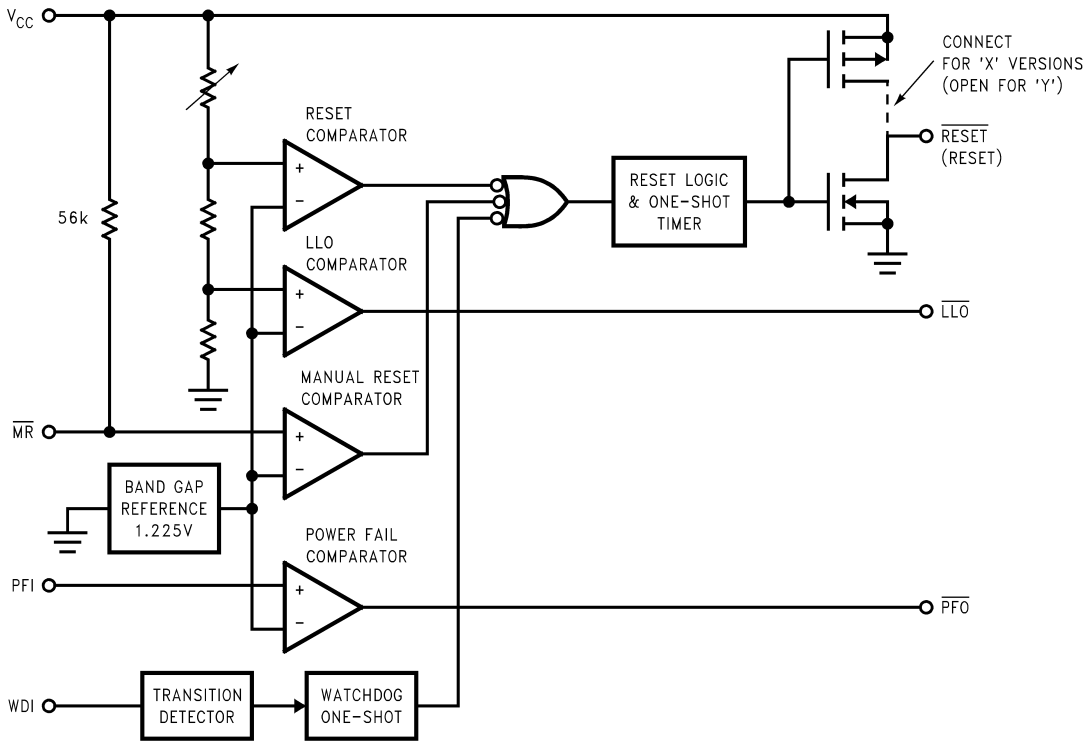 VCC
CONNECT
FOR 'X' VERSIONS
(OPEN FOR 'Y')
RESET
COMPARATOR
+
−
RESET
(RESET)
RESET LOGIC
& ONE-SHOT
TIMER
56k
LLO
COMPARATOR
+
−
LLO
MANUAL RESET
COMPARATOR
+
−
MR
BAND GAP
REFERENCE
1.225V
POWER FAIL
COMPARATOR
+
−
PFI
PFO
WDI
TRANSITION
DETECTOR
WATCHDOG
ONE-SHOT